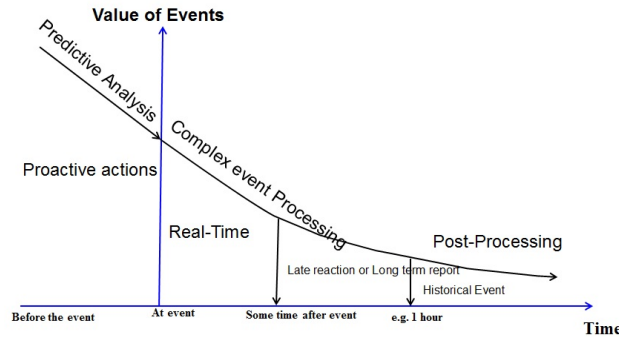 Value of Events
Predictive Analysis
Complex event Processing
Proactive actions
Real-Time
Post-Processing
Late reaction or Long term report
Historical Event
Before the event
At event
Some time after event
e.g. 1 hour
Time